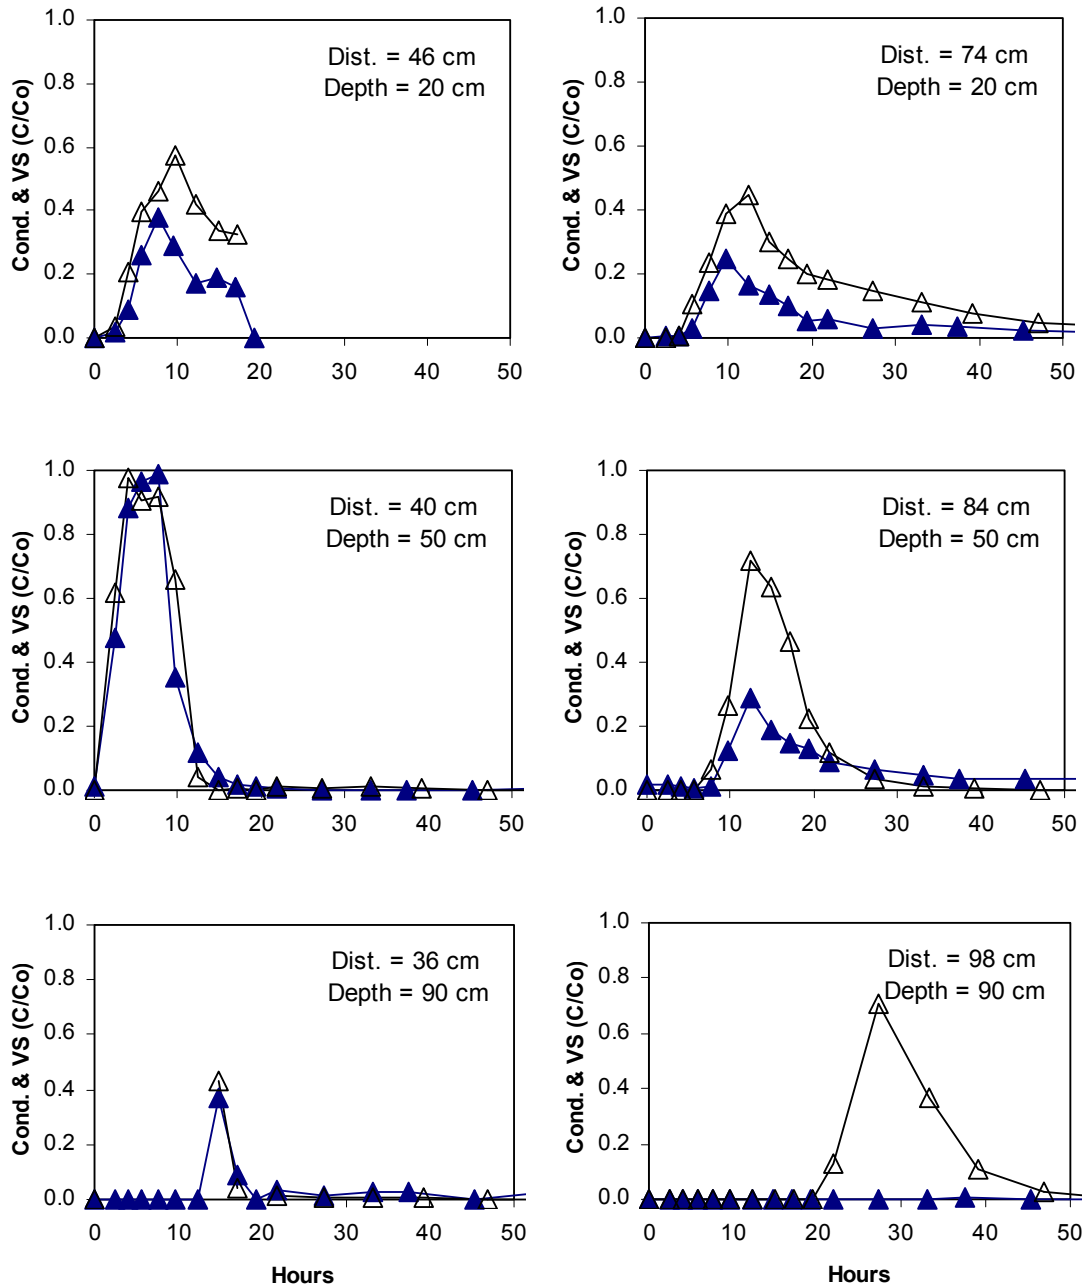 1.0
0.8
0.6
0.4
0.2
0.0
Cond. & VS (C/Co)
Dist. = 46 cm
Depth = 20 cm
0 10 20 30 40 50
1.0
0.8
0.6
0.4
0.2
0.0
Cond. & VS (C/Co)
Dist. = 74 cm
Depth = 20 cm
0 10 20 30 40 50
1.0
0.8
0.6
0.4
0.2
0.0
Cond. & VS (C/Co)
Dist. = 40 cm
Depth = 50 cm
0 10 20 30 40 50
1.0
0.8
0.6
0.4
0.2
0.0
Cond. & VS (C/Co)
Dist. = 84 cm
Depth = 50 cm
0 10 20 30 40 50
1.0
0.8
0.6
0.4
0.2
0.0
Cond. & VS (C/Co)
Dist. = 36 cm
Depth = 90 cm
0 10 20 30 40 50
Hours
1.0
0.8
0.6
0.4
0.2
0.0
Cond. & VS (C/Co)
Dist. = 98 cm
Depth = 90 cm
0 10 20 30 40 50
Hours